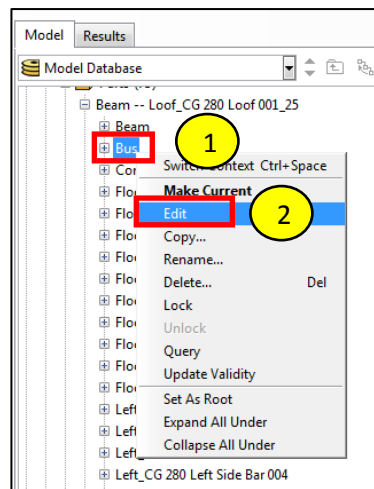 Model Results
Model Database
Beam -- Loof_CG 280 Loof 001_25
Beam
Bus
1
Context Ctrl+Space
Make Current
Edit
2
Copy...
Rename...
Delete... Del
Lock
Unlock
Query
Update Validity
Set As Root
Expand All Under
Collapse All Under
Left_CG 280 Left Side Bar 004